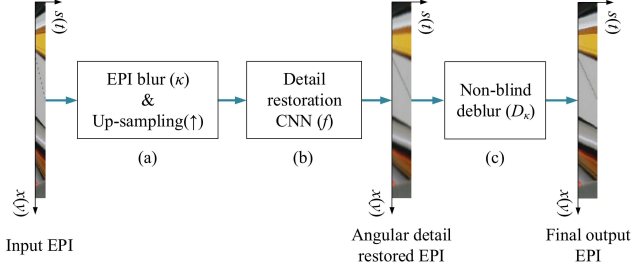 s(t)
s(t)
s(t)
EPI blur (κ)
&
Up-sampling(↑)
Detail
restoration
CNN (f)
Non-blind
deblur (Dκ)
(a)
(b)
(c)
x(v)
x(v)
x(v)
Input EPI
Angular detail
restored EPI
Final output
EPI